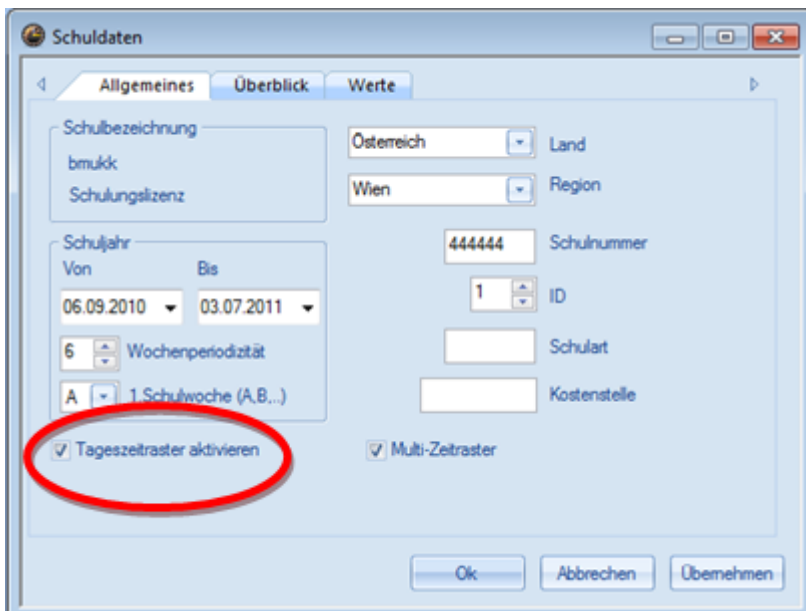 Schuldaten
Allgemeines Überblick Werte
Schulbezeichnung
bmukk
Schulungslizenz
Österreich Land
Wien Region
Schuljahr
Von Bis
06.09.2010 03.07.2011
6 Wochenperiodizität
A 1.Schulwoche (A,B,..)
444444 Schulnummer
1 ID
Schulart
Kostenstelle
Tageszeitraster aktivieren
Multi-Zeitraster
Ok Abbrechen Übernehmen